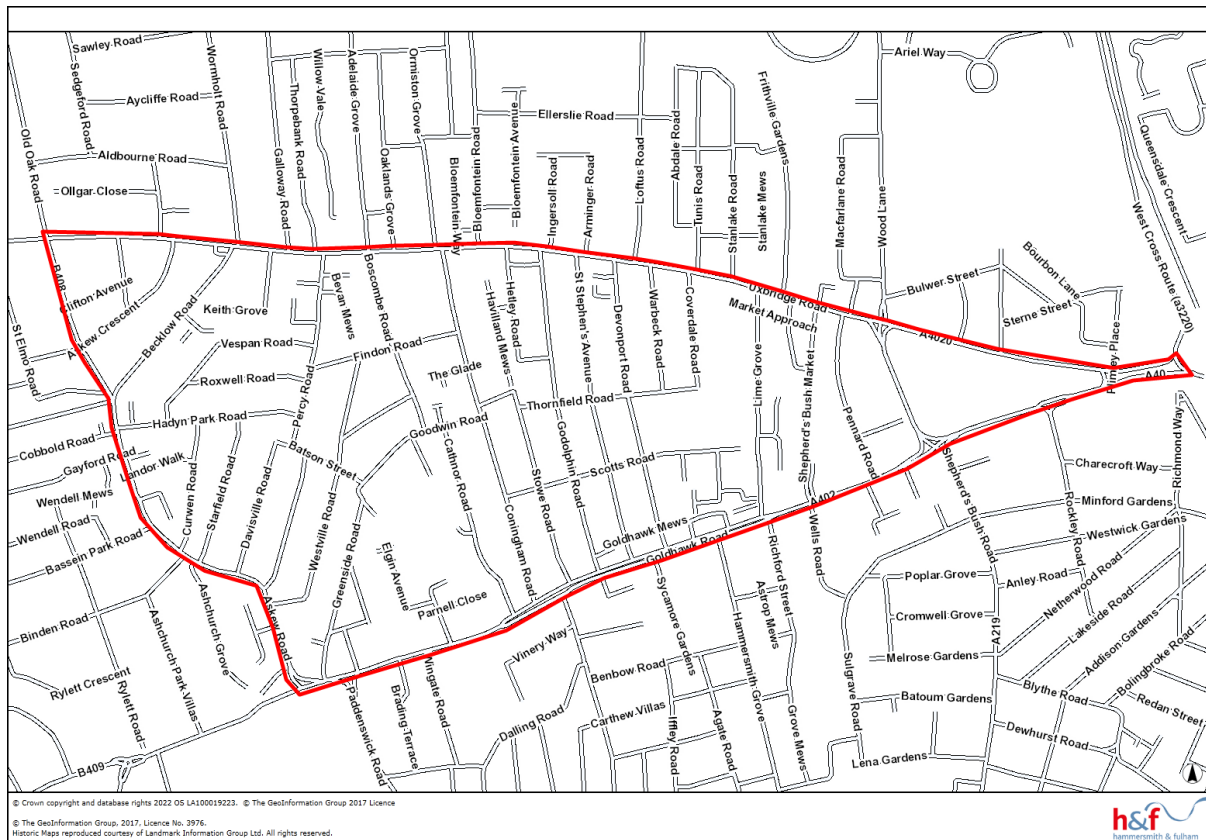 Sawley Road
Sedgeford Road
Wormholt Road
Aycliffe Road
Old Oak Road
Aldbourne Road
Ollgar Close
Galloway Road
Thorpebank Road
Willow Vale
Adelaide Grove
Oaklands Grove
Ormiston Grove
Bloemfontein Way
Bloemfontein Road
Bloemfontein Avenue
Ellerslie Road
Ingersoll Road
Arminger Road
Loftus Road
Abdale Road
Tunis Road
Stanlake Road
Stanlake Mews
Frithville Gardens
Macfarlane Road
Wood Lane
Ariel Way
Queensdale Crescent
West Cross Route (a3220)
Bourbon Lane
Bulwer Street
Sterne Street
B408
Clifton Avenue
Askew Crescent
Becklow Road
Keith Grove
Bevan Mews
Boscombe Road
Vespan Road
Findon Road
Roxwell Road
Percy Road
St Elmo Road
Hadyn Park Road
Cobbold Road
Gayford Road
Landor Walk
Wendell Mews
Wendell Road
Bassein Park Road
Curwen Road
Starfield Road
Davisville Road
Batson Street
Westville Road
Greenside Road
Goodwin Road
The Glade
Cathnor Road
Havilland Mews
Hetley Road
St Stephen's Avenue
Devonport Road
Warbeck Road
Coverdale Road
Thornfield Road
Godolphin Road
Stowe Road
Coningham Road
Scotts Road
Goldhawk Mews
Goldhawk Road
Uxbridge Road
Market Approach
Lime Grove
Shepherd's Bush Market
Pennard Road
A4020
A40
Plimley Place
A402
Elgin Avenue
Parnell Close
Askew Road
Binden Road
Ashchurch Grove
Ashchurch Park Villas
Rylett Crescent
Rylett Road
B409
Paddenswick Road
Brading Terrace
Wingate Road
Vinery Way
Dalling Road
Benbow Road
Carthew Villas
Iffley Road
Agate Road
Sycamore Gardens
Hammersmith Grove
Astrop Mews
Richford Street
Grove Mews
Wells Road
Sulgrave Road
Shepherd's Bush Road
A219
Poplar Grove
Cromwell Grove
Melrose Gardens
Batoum Gardens
Lena Gardens
Charecroft Way
Richmond Way
Minford Gardens
Rockley Road
Westwick Gardens
Anley Road
Netherwood Road
Lakeside Road
Addison Gardens
Bolingbroke Road
Blythe Road
Redan Street
Dewhurst Road
© Crown copyright and database rights 2022 OS LA100019223. © The GeoInformation Group 2017 Licence
© The GeoInformation Group, 2017, Licence No. 3976.
Historic Maps reproduced courtesy of Landmark Information Group Ltd. All rights reserved.
h&f
hammersmith & fulham